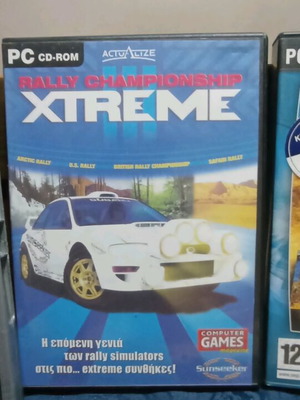 PC CD-ROM
ACTUALIZE
RALLY CHAMPIONSHIP
XTREME
ARCTIC RALLY U.S. RALLY BRITISH RALLY CHAMPIONSHIP SAFARI RALLY
Η επόμενη γενιά
των rally simulators
στις πιο... extreme συνθήκες!
COMPUTER
GAMES
Sunseeker
PC
12